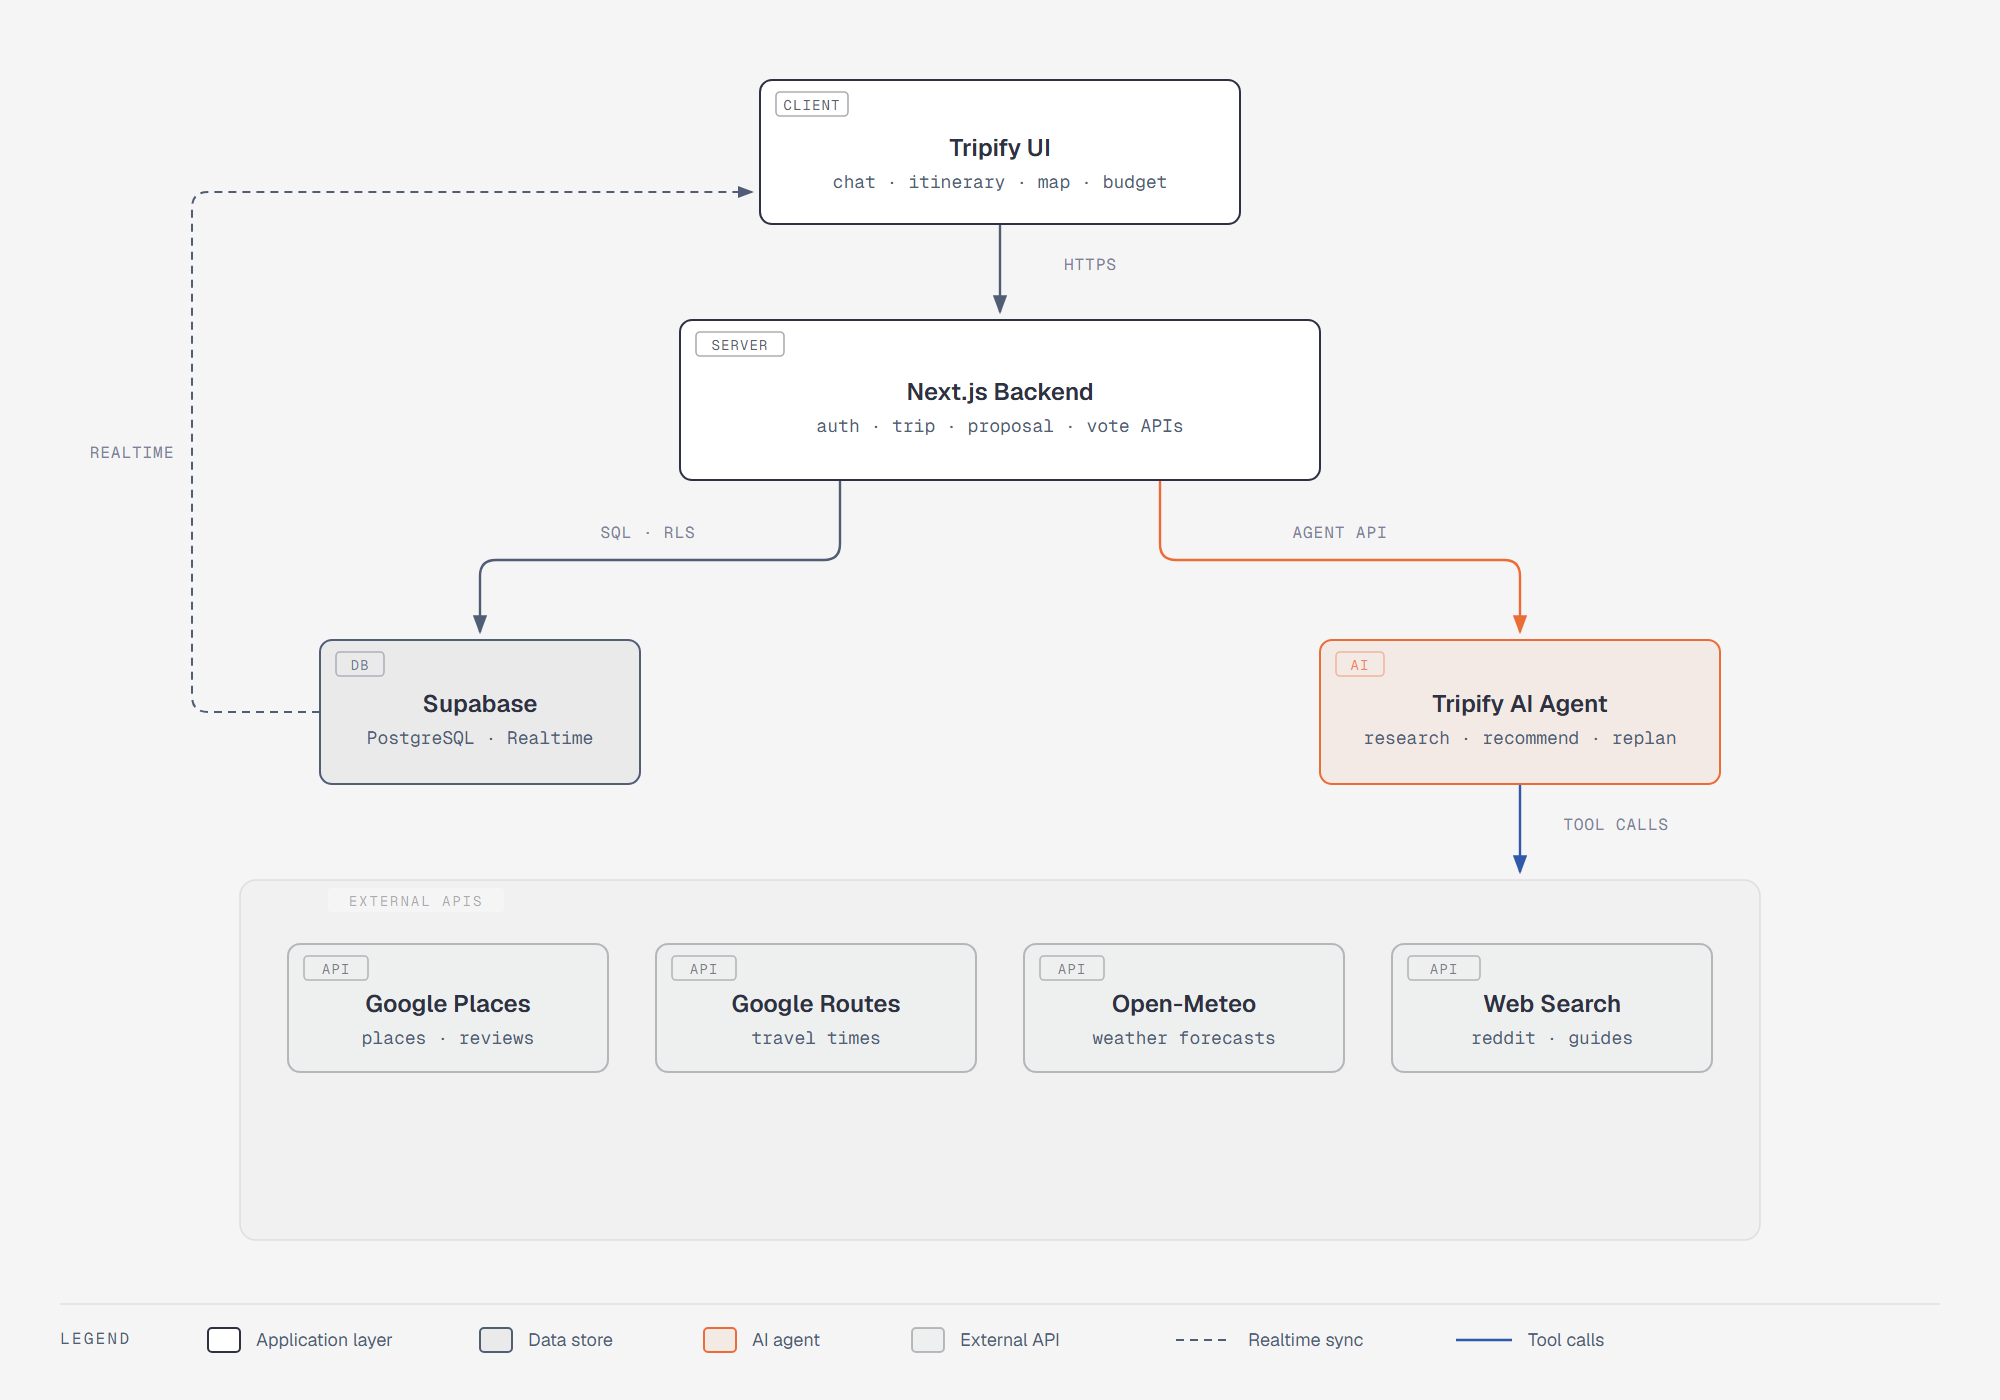 CLIENT
Tripify UI
chat · itinerary · map · budget
HTTPS
SERVER
Next.js Backend
auth · trip · proposal · vote APIs
REALTIME
SQL · RLS
AGENT API
DB
Supabase
PostgreSQL · Realtime
AI
Tripify AI Agent
research · recommend · replan
TOOL CALLS
EXTERNAL APIS
API
Google Places
places · reviews
API
Google Routes
travel times
API
Open-Meteo
weather forecasts
API
Web Search
reddit · guides
LEGEND
Application layer
Data store
AI agent
External API
Realtime sync
Tool calls